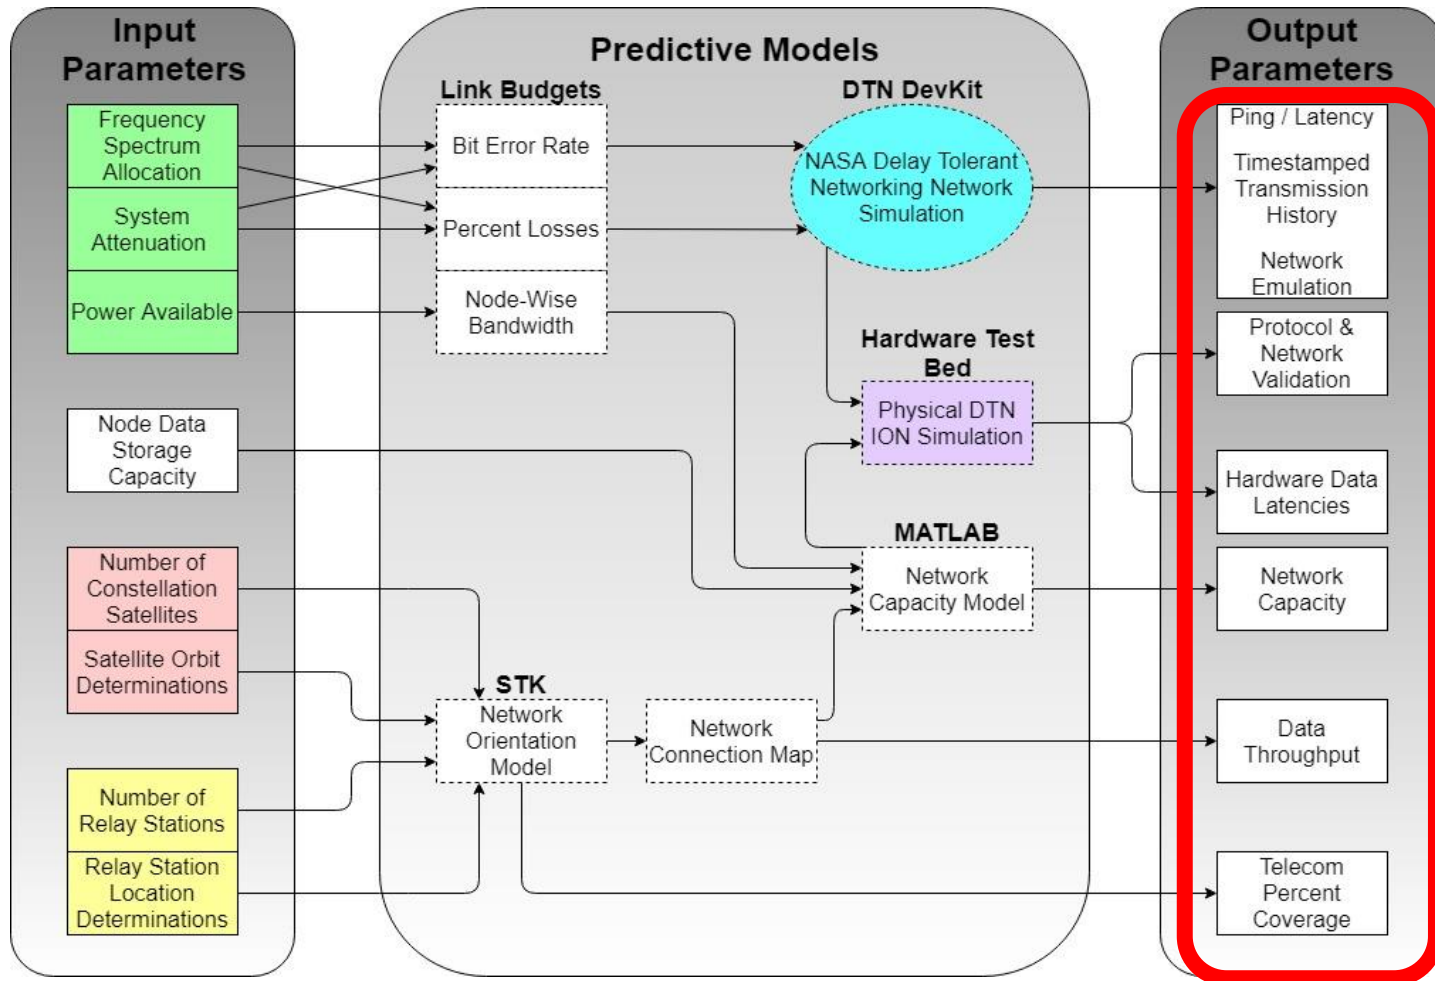 Input
Parameters
Frequency
Spectrum
Allocation
System
Attenuation
Power Available
Node Data
Storage
Capacity
Number of
Constellation
Satellites
Satellite Orbit
Determinations
Number of
Relay Stations
Relay Station
Location
Determinations
Predictive Models
Link Budgets
Bit Error Rate
Percent Losses
Node-Wise
Bandwidth
DTN DevKit
NASA Delay Tolerant
Networking Network
Simulation
Hardware Test
Bed
Physical DTN
ION Simulation
MATLAB
Network
Capacity Model
STK
Network
Orientation
Model
Network
Connection Map
Output
Parameters
Ping / Latency
Timestamped
Transmission
History
Network
Emulation
Protocol &
Network
Validation
Hardware Data
Latencies
Network
Capacity
Data
Throughput
Telecom
Percent
Coverage